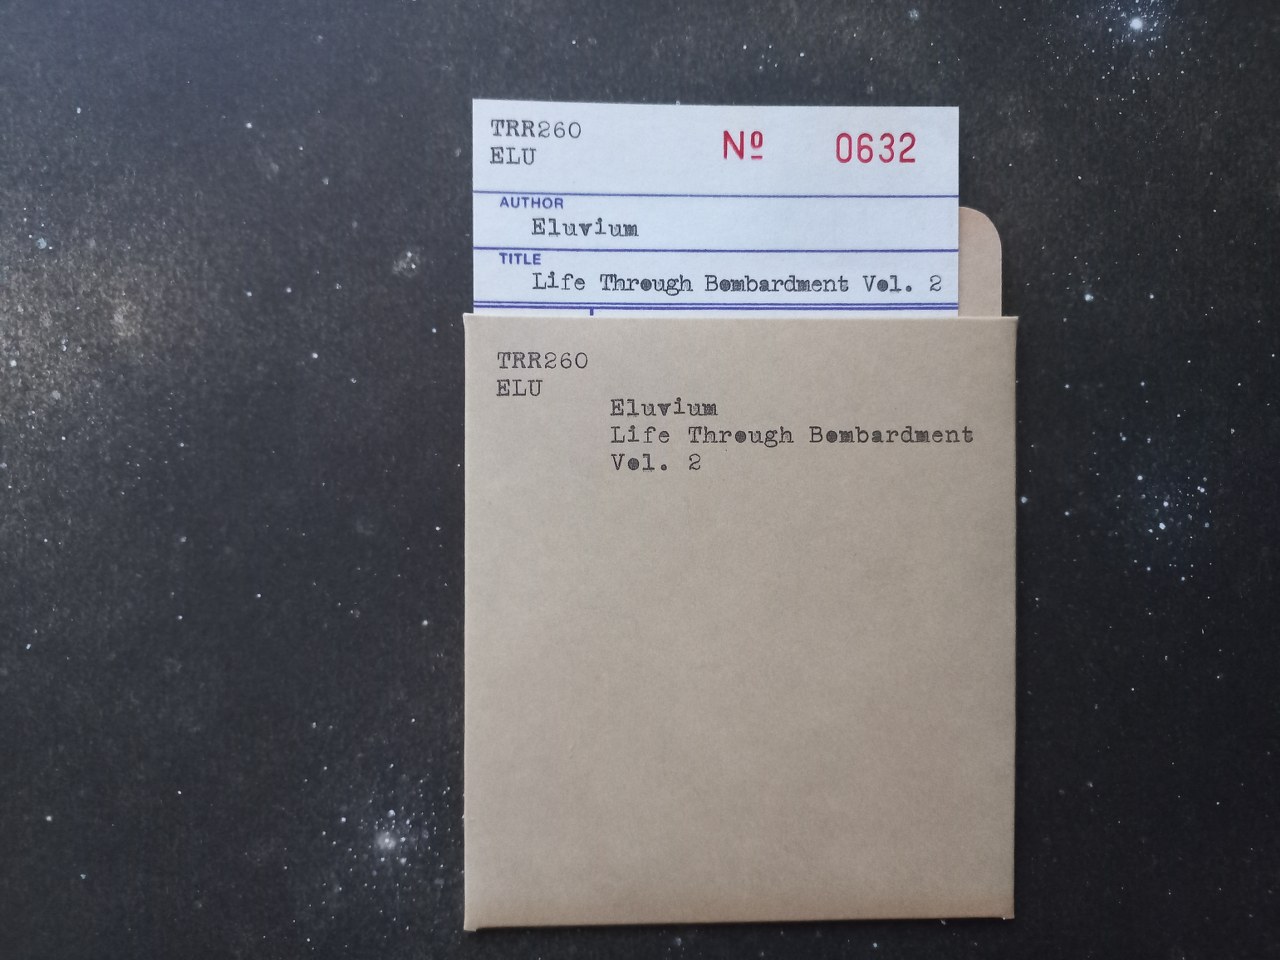 TRR260
ELU
Nº 0632
AUTHOR
Eluvium
TITLE
Life Through Bombardment Vol. 2
TRR260
ELU
Eluvium
Life Through Bombardment
Vol. 2